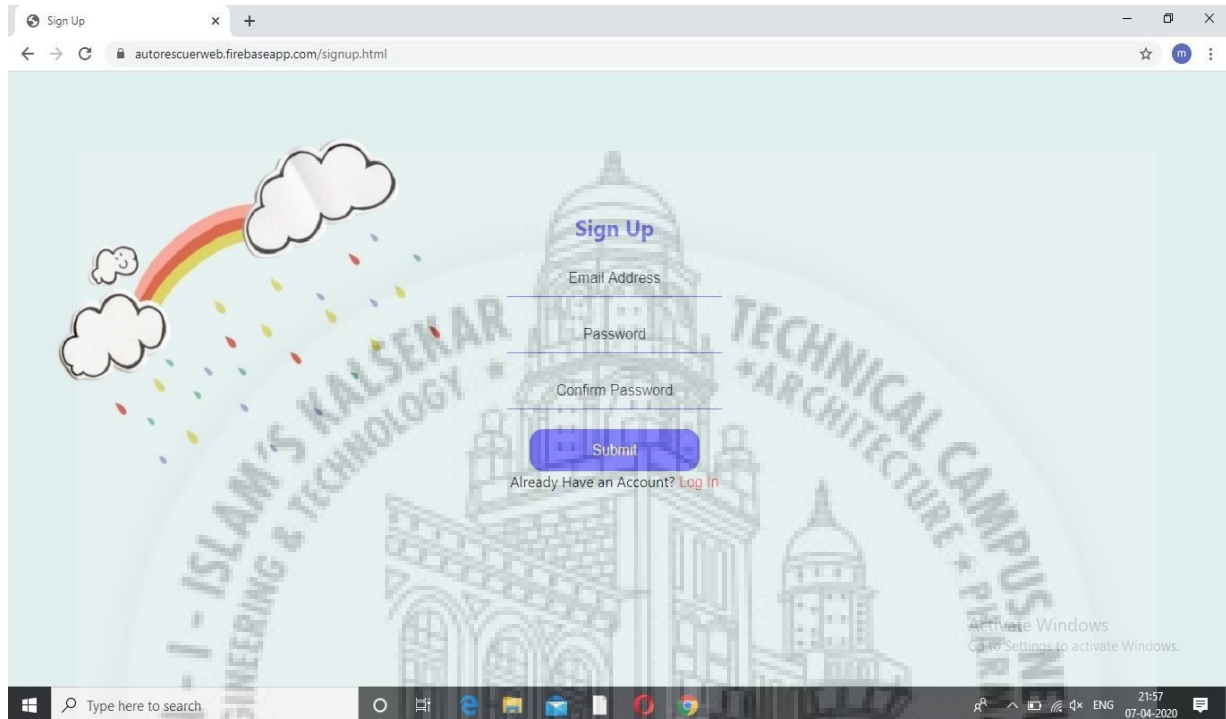 Sign Up
autorescuerweb.firebaseapp.com/signup.html
m
Sign Up
Email Address
Password
Confirm Password
Submit
Already Have an Account? Log In
I - ISLAM'S KALSEKAR TECHNICAL CAMPUS
TECHNOLOGY * ARCHITECTURE *
Activate Windows
Go to Settings to activate Windows.
Type here to search
ENG
21:57
07-04-2020